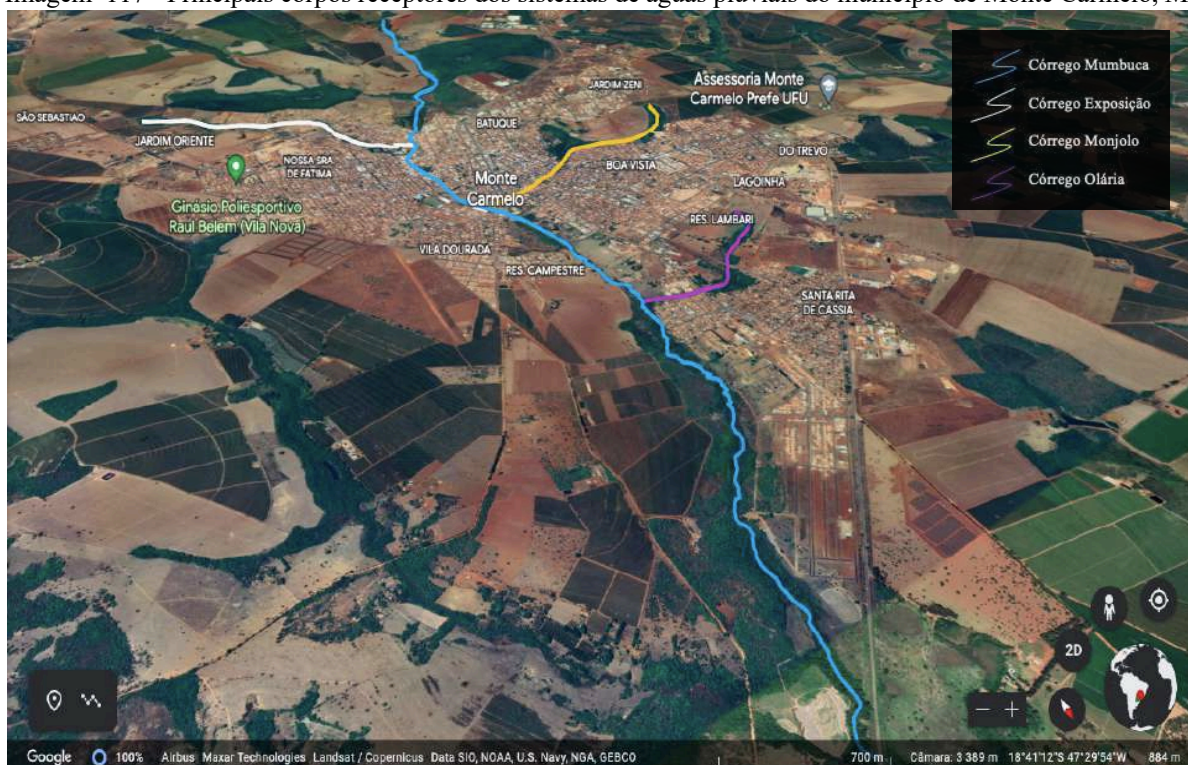 Imagem 117 - Principais corpos receptores dos sistemas de águas pluviais do município de Monte Carmelo, M
Córrego Mumbuca
Córrego Exposição
Córrego Monjolo
Córrego Olária
Assessoria Monte
Carmelo Prefe UFU
JARDIM ZENI
SÃO SEBASTIAO
JARDIM ORIENTE
BATUQUE
NOSSA SRA
DE FATIMA
BOA VISTA
DO TREVO
Monte
Carmelo
LAGOINHA
Ginasio Poliesportivo
Raul Belem (Vila Nova)
RES. LAMBARI
VILA DOURADA
RES. CAMPESTRE
SANTA RITA
DE CASSIA
2D
Google 100% Airbus Maxar Technologies Landsat / Copernicus Data SIO, NOAA, U.S. Navy, NGA, GEBCO 700 m Câmara: 3 389 m 18°41'12"S 47°29'54"W 884 m